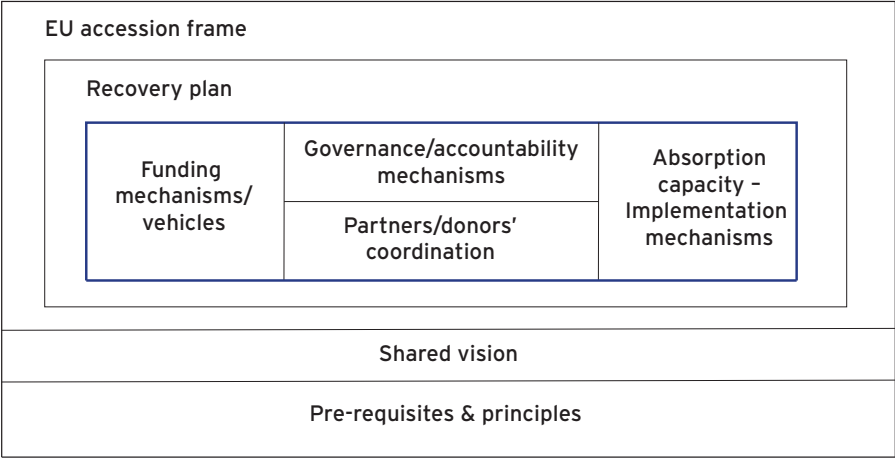 EU accession frame
Recovery plan
Funding
mechanisms/
vehicles
Governance/accountability
mechanisms
Partners/donors'
coordination
Absorption
capacity –
Implementation
mechanisms
Shared vision
Pre-requisites & principles